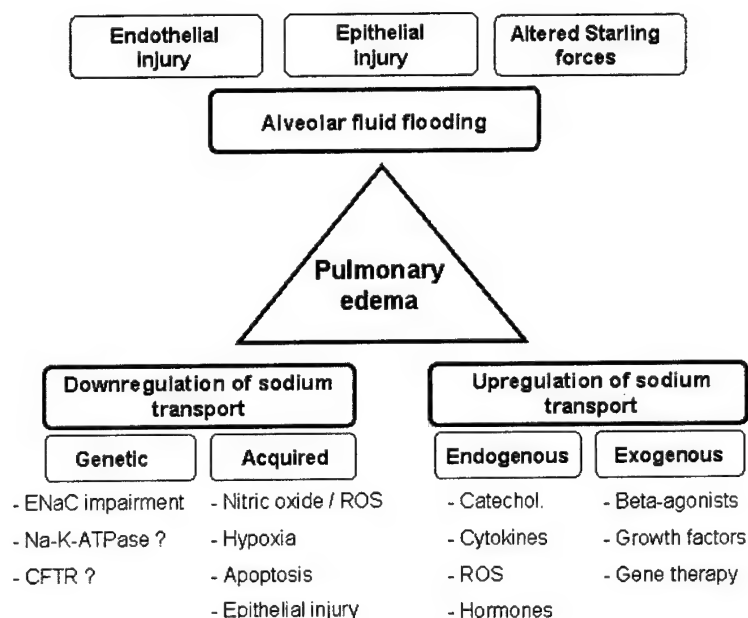 Endothelial
injury
Epithelial
injury
Altered Starling
forces
Alveolar fluid flooding
Pulmonary
edema
Downregulation of sodium
transport
Genetic
- ENaC impairment
- Na-K-ATPase ?
- CFTR ?
Acquired
- Nitric oxide / ROS
- Hypoxia
- Apoptosis
- Epithelial injury
Upregulation of sodium
transport
Endogenous
- Catechol.
- Cytokines
- ROS
- Hormones
Exogenous
- Beta-agonists
- Growth factors
- Gene therapy